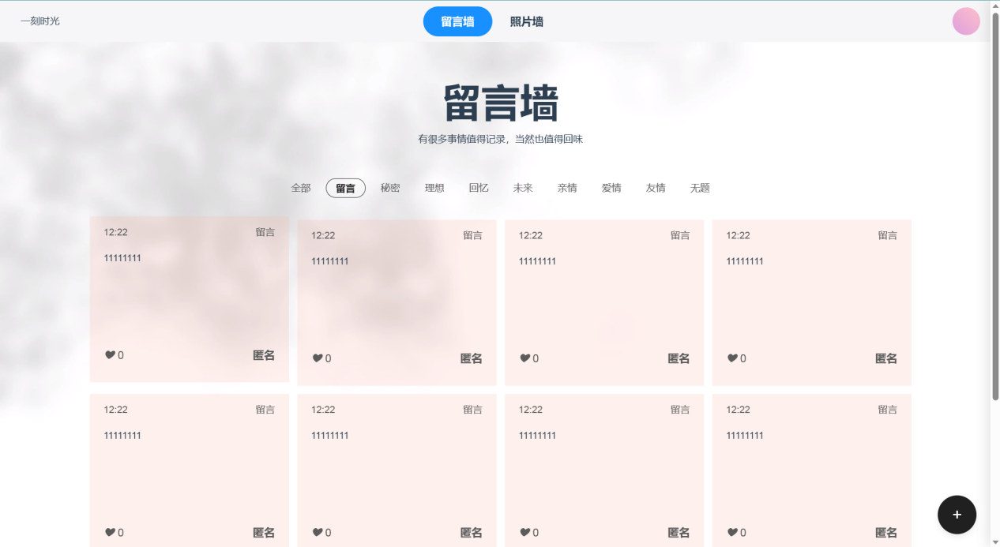 一刻时光 留言墙 照片墙
留言墙
有很多事情值得记录，当然也值得回味
全部 留言 秘密 理想 回忆 未来 亲情 爱情 友情 无题
12:22 留言 12:22 留言 12:22 留言 12:22 留言
11111111 11111111 11111111 11111111
0 匿名 0 匿名 0 匿名 0 匿名
12:22 留言 12:22 留言 12:22 留言 12:22 留言
11111111 11111111 11111111 11111111
0 匿名 0 匿名 0 匿名 0 匿名
+